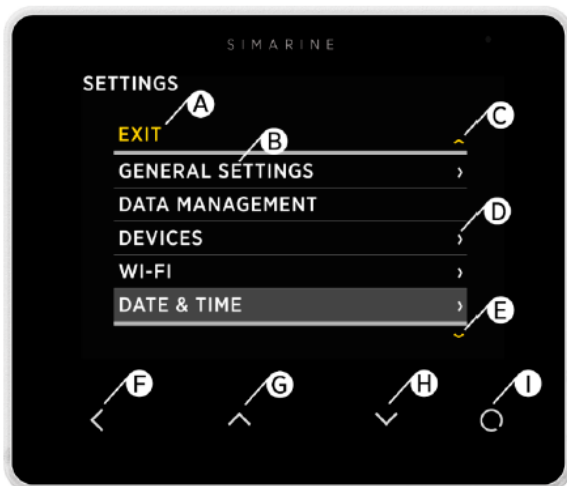 SIMARINE
SETTINGS
A
EXIT
C
B
GENERAL SETTINGS
DATA MANAGEMENT
D
DEVICES
WI-FI
DATE & TIME
E
F
G
H
I